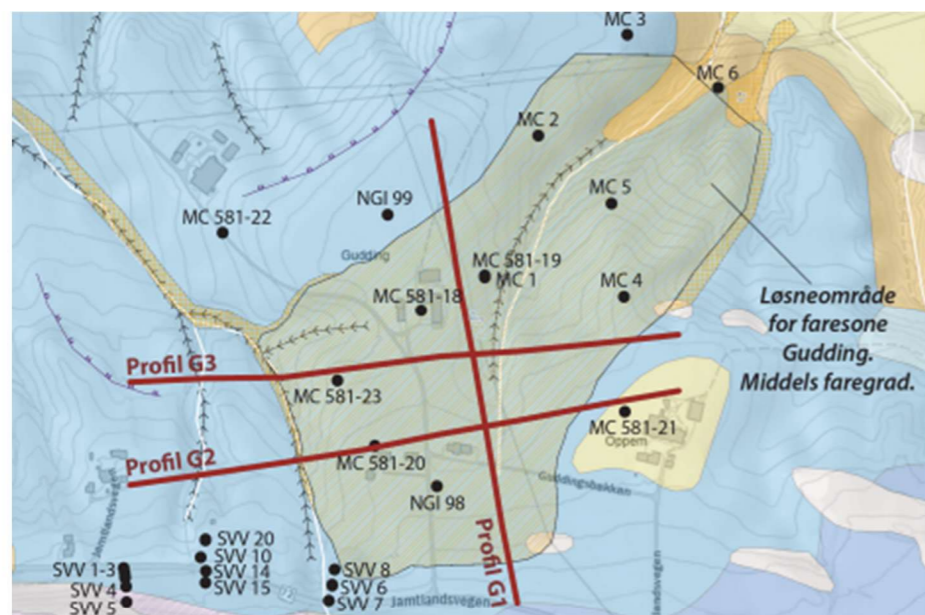 MC 3
MC 6
MC 2
MC 5
NGI 99
MC 581-22
Gudding
MC 581-19
MC 1
MC 4
MC 581-18
Løsneområde
for faresone
Gudding.
Middels faregrad.
Profil G3
MC 581-23
MC 581-21
Oppem
Profil G2
MC 581-20
Guddingsbakkan
NGI 98
Jamtlandsvegen
Profil G1
SVV 20
SVV 10
SVV 1-3
SVV 14
SVV 8
SVV 4
SVV 15
SVV 6
SVV 5
SVV 7
Jamtlandsvegen
Jamtlandsvegen